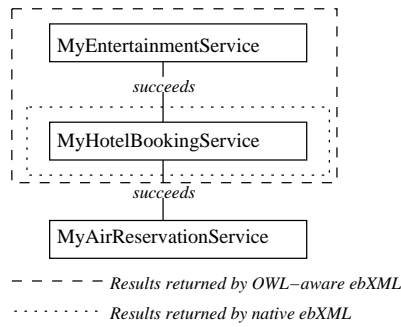 MyEntertainmentService
succeeds
MyHotelBookingService
succeeds
MyAirReservationService
Results returned by OWL−aware ebXML
Results returned by native ebXML